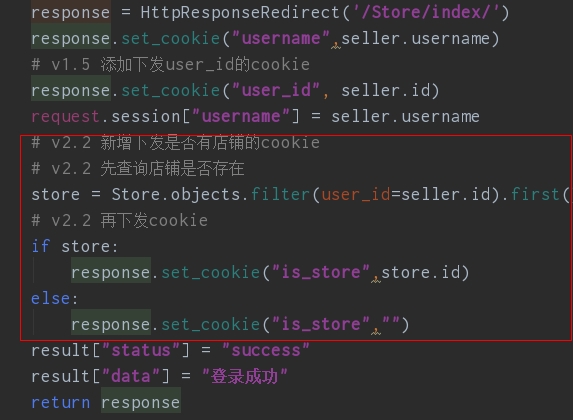 response = HttpResponseRedirect('/Store/index/')
response.set_cookie("username",seller.username)
# v1.5 添加下发user_id的cookie
response.set_cookie("user_id", seller.id)
request.session["username"] = seller.username
# v2.2 新增下发是否有店铺的cookie
# v2.2 先查询店铺是否存在
store = Store.objects.filter(user_id=seller.id).first(
# v2.2 再下发cookie
if store:
    response.set_cookie("is_store",store.id)
else:
    response.set_cookie("is_store","")
result["status"] = "success"
result["data"] = "登录成功"
return response